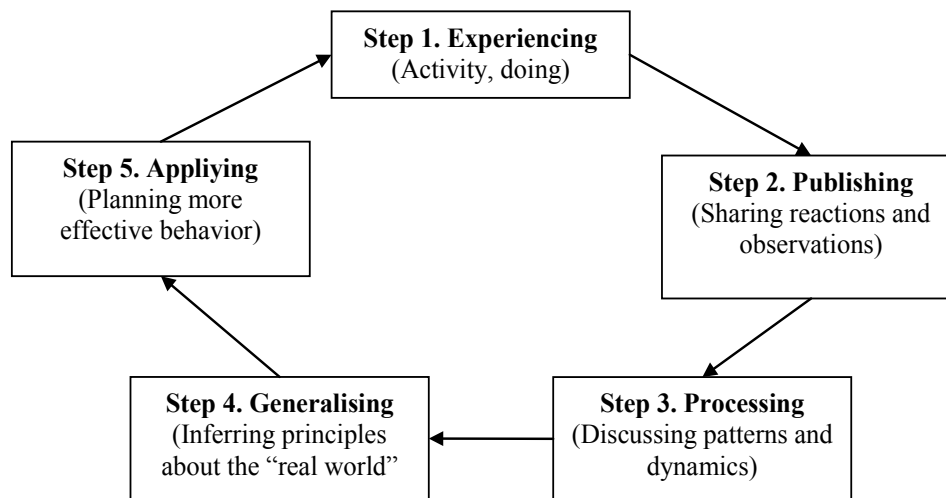 Step 1. Experiencing
(Activity, doing)
Step 2. Publishing
(Sharing reactions and
observations)
Step 3. Processing
(Discussing patterns and
dynamics)
Step 4. Generalising
(Inferring principles
about the “real world”
Step 5. Appliying
(Planning more
effective behavior)